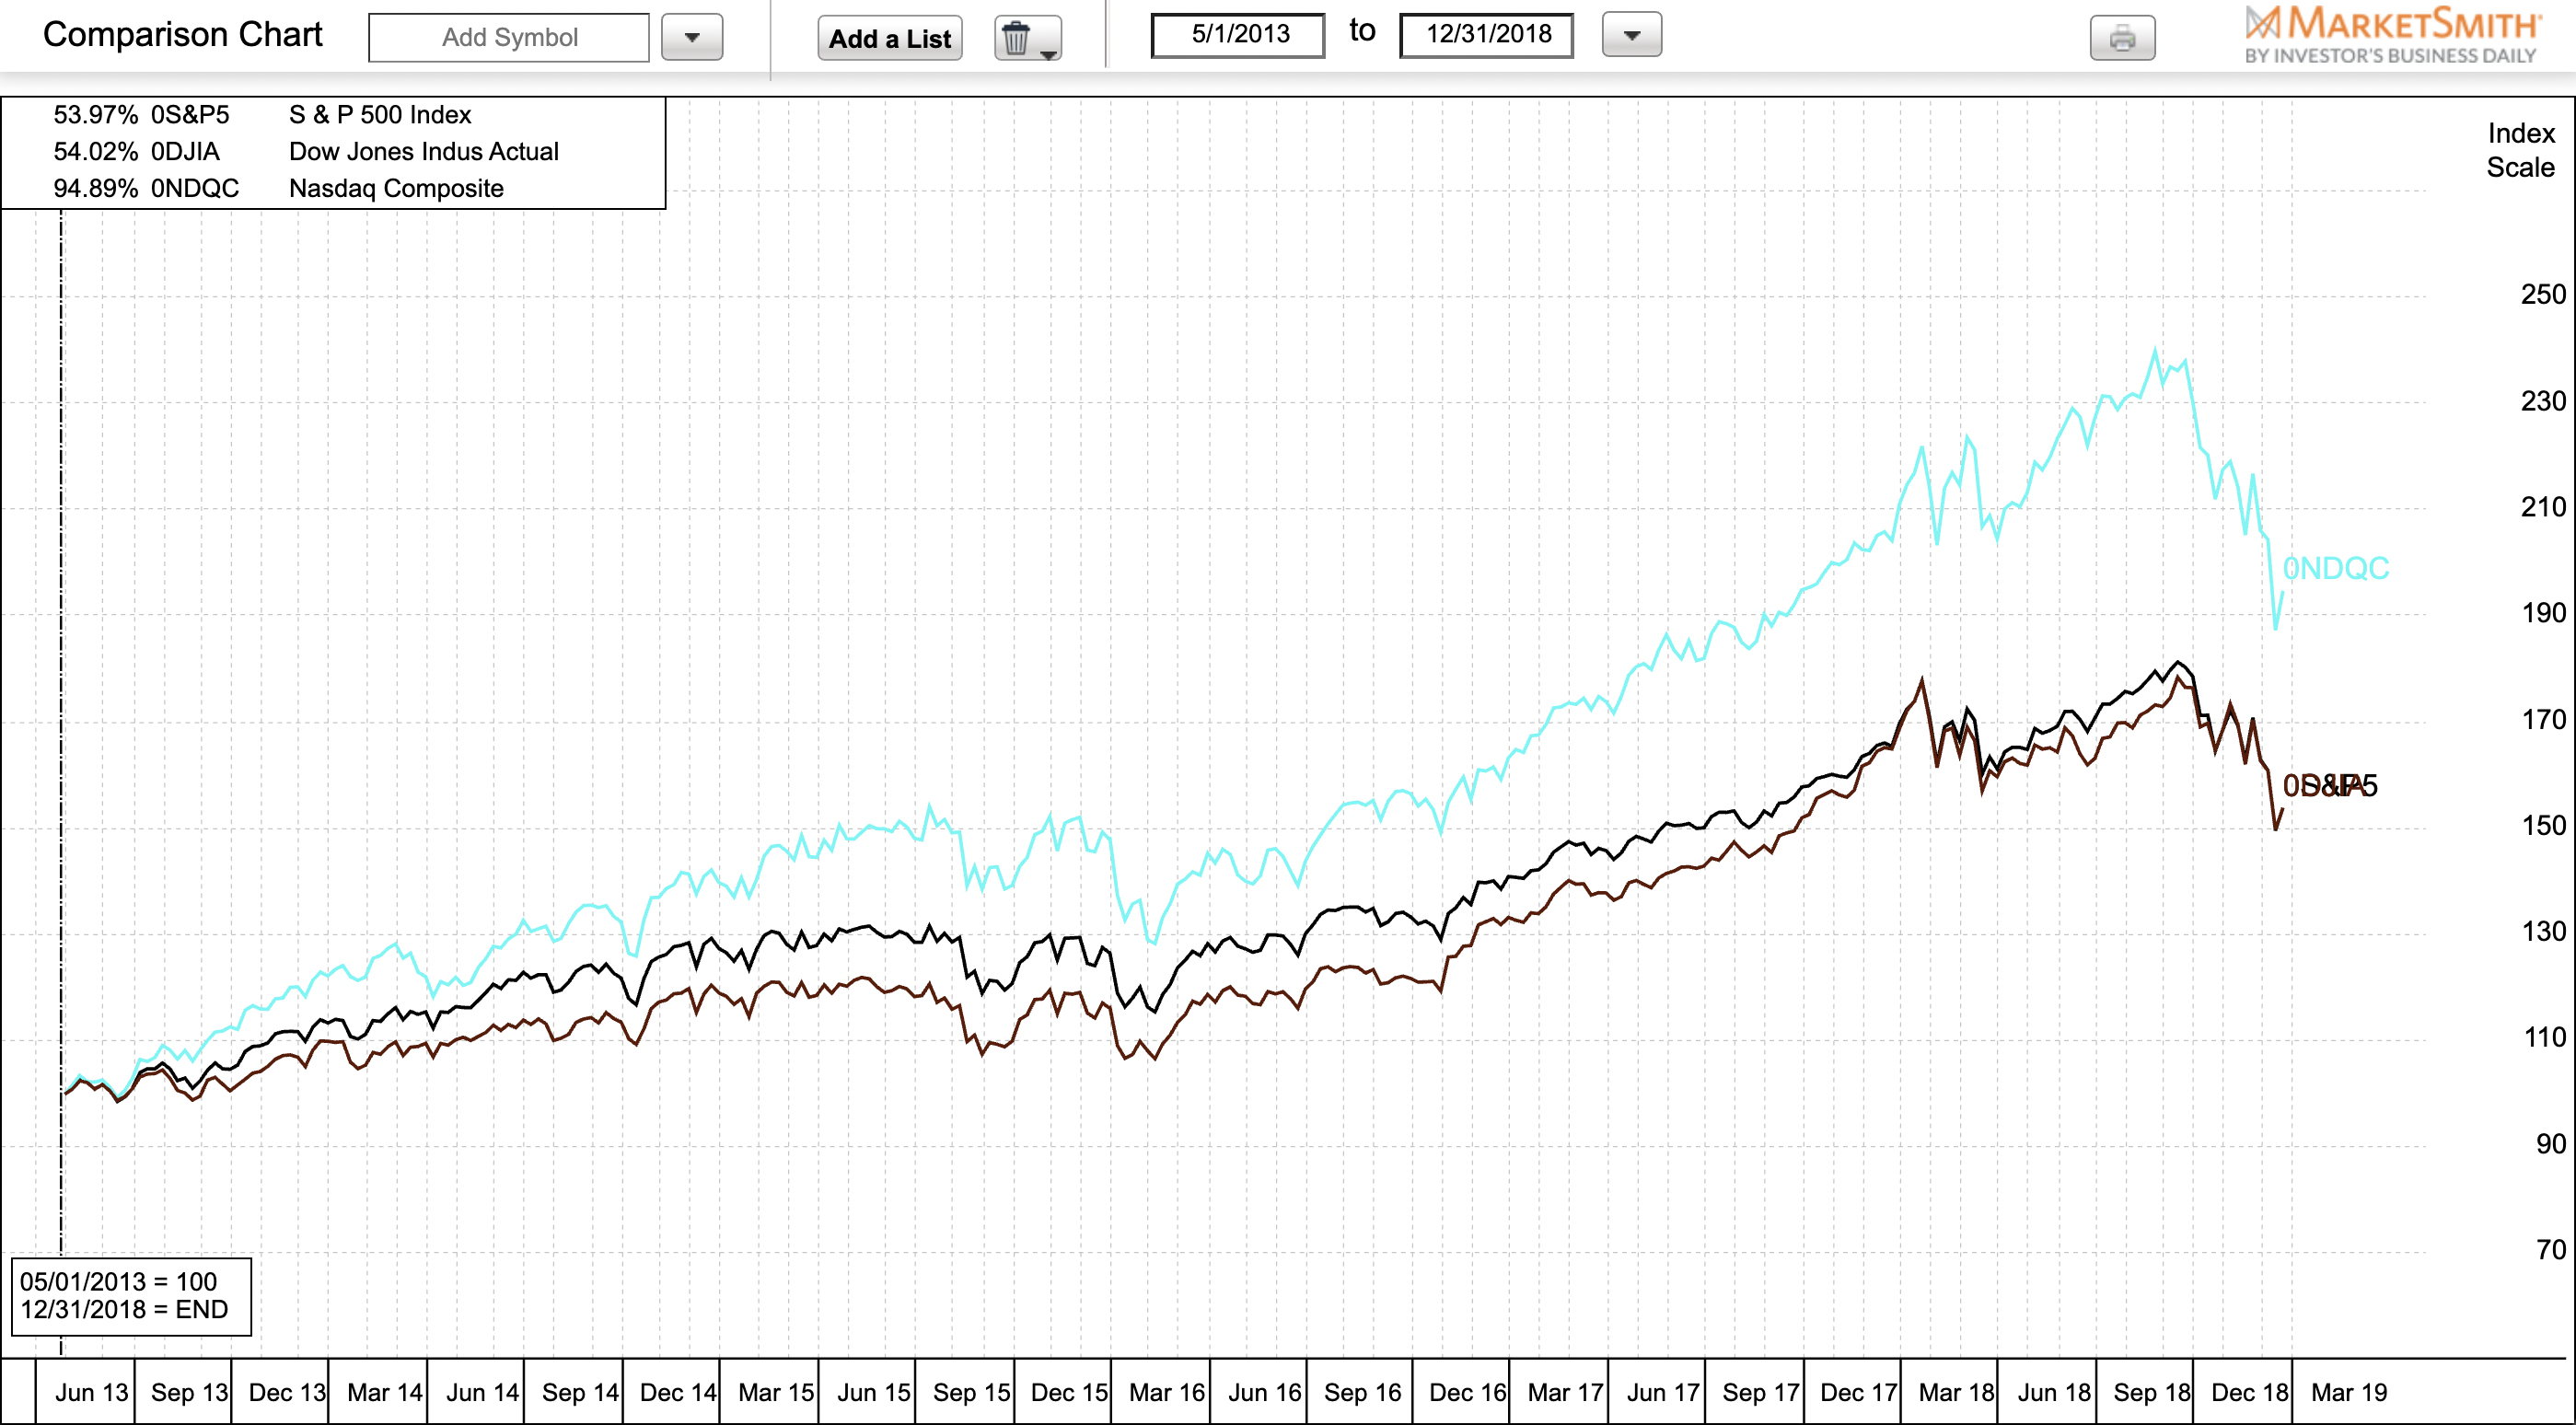 Comparison Chart Add Symbol Add a List 5/1/2013 to 12/31/2018 MARKETSMITH
BY INVESTOR'S BUSINESS DAILY
53.97% 0S&P5 S & P 500 Index
54.02% 0DJIA Dow Jones Indus Actual
94.89% 0NDQC Nasdaq Composite
Index
Scale
250
230
210
0NDQC
190
170
0S&P5
0DJIA
150
130
110
90
70
05/01/2013 = 100
12/31/2018 = END
Jun 13 Sep 13 Dec 13 Mar 14 Jun 14 Sep 14 Dec 14 Mar 15 Jun 15 Sep 15 Dec 15 Mar 16 Jun 16 Sep 16 Dec 16 Mar 17 Jun 17 Sep 17 Dec 17 Mar 18 Jun 18 Sep 18 Dec 18 Mar 19